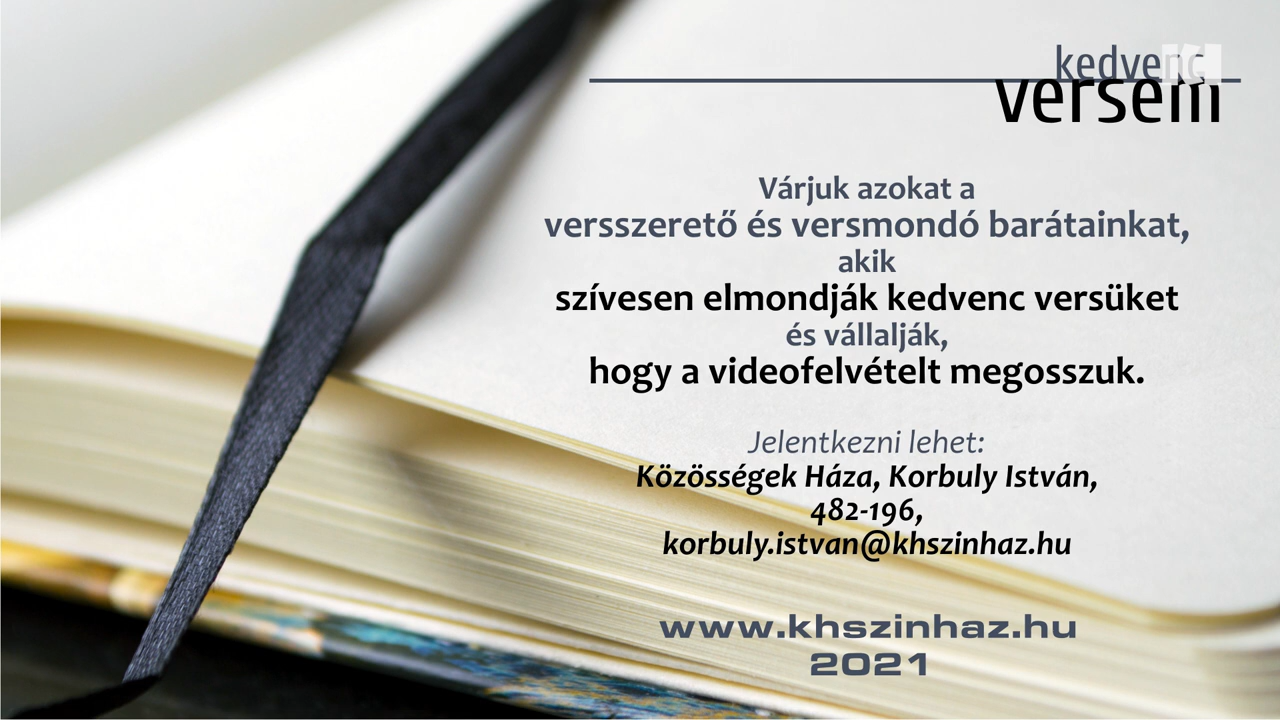 kedvenc
versem
Várjuk azokat a
versszerető és versmondó barátainkat,
akik
szívesen elmondják kedvenc versüket
és vállalják,
hogy a videofelvételt megosszuk.
Jelentkezni lehet:
Közösségek Háza, Korbuly István,
482-196,
korbuly.istvan@khszinhaz.hu
www.khszinhaz.hu
2021